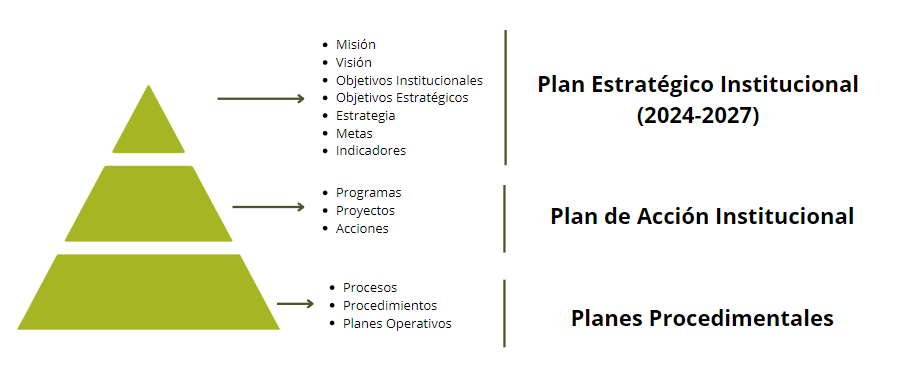 • Misión
• Visión
• Objetivos Institucionales
• Objetivos Estratégicos
• Estrategia
• Metas
• Indicadores
Plan Estratégico Institucional
(2024-2027)
• Programas
• Proyectos
• Acciones
Plan de Acción Institucional
• Procesos
• Procedimientos
• Planes Operativos
Planes Procedimentales